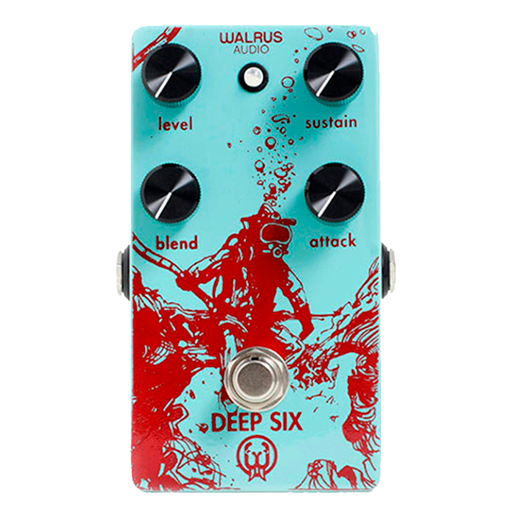 WALRUS
AUDIO
level
sustain
blend
attack
DEEP SIX